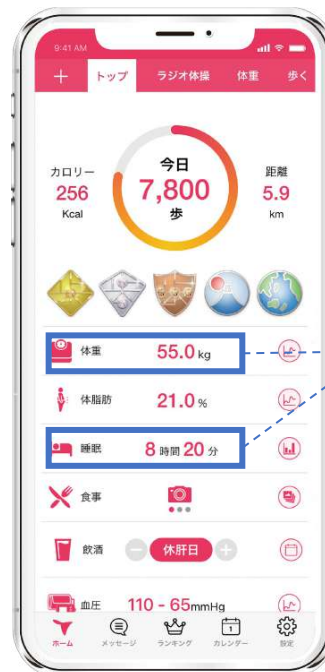 9:41 AM
+ トップ ラジオ体操 体重 歩く
カロリー
256
Kcal
今日
7,800
歩
距離
5.9
km
体重 55.0 kg
体脂肪 21.0 %
睡眠 8 時間 20 分
食事
飲酒 - 休肝日 +
血圧 110 - 65mmHg
ホーム メッセージ ランキング 1 カレンダー 設定